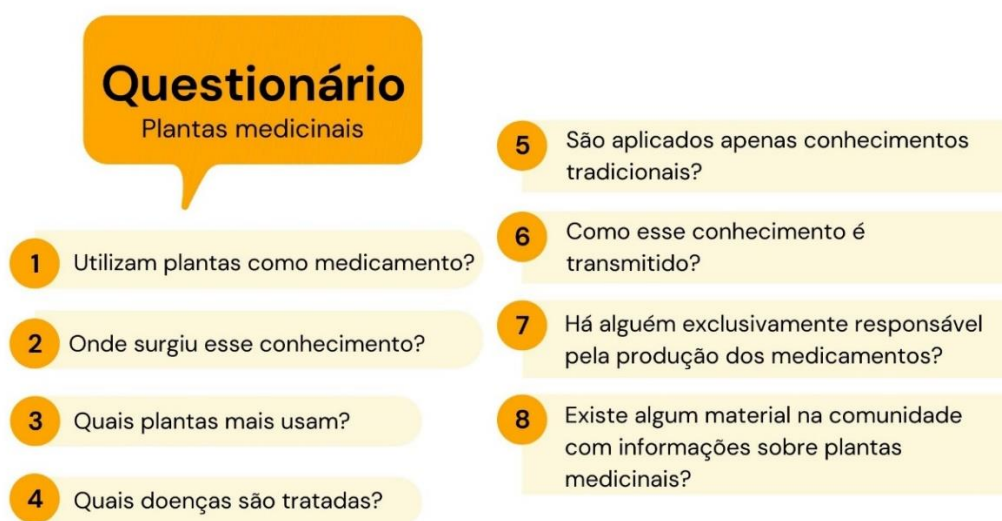 Questionário
Plantas medicinais
1 Utilizam plantas como medicamento?
2 Onde surgiu esse conhecimento?
3 Quais plantas mais usam?
4 Quais doenças são tratadas?
5 São aplicados apenas conhecimentos
tradicionais?
6 Como esse conhecimento é
transmitido?
7 Há alguém exclusivamente responsável
pela produção dos medicamentos?
8 Existe algum material na comunidade
com informações sobre plantas
medicinais?